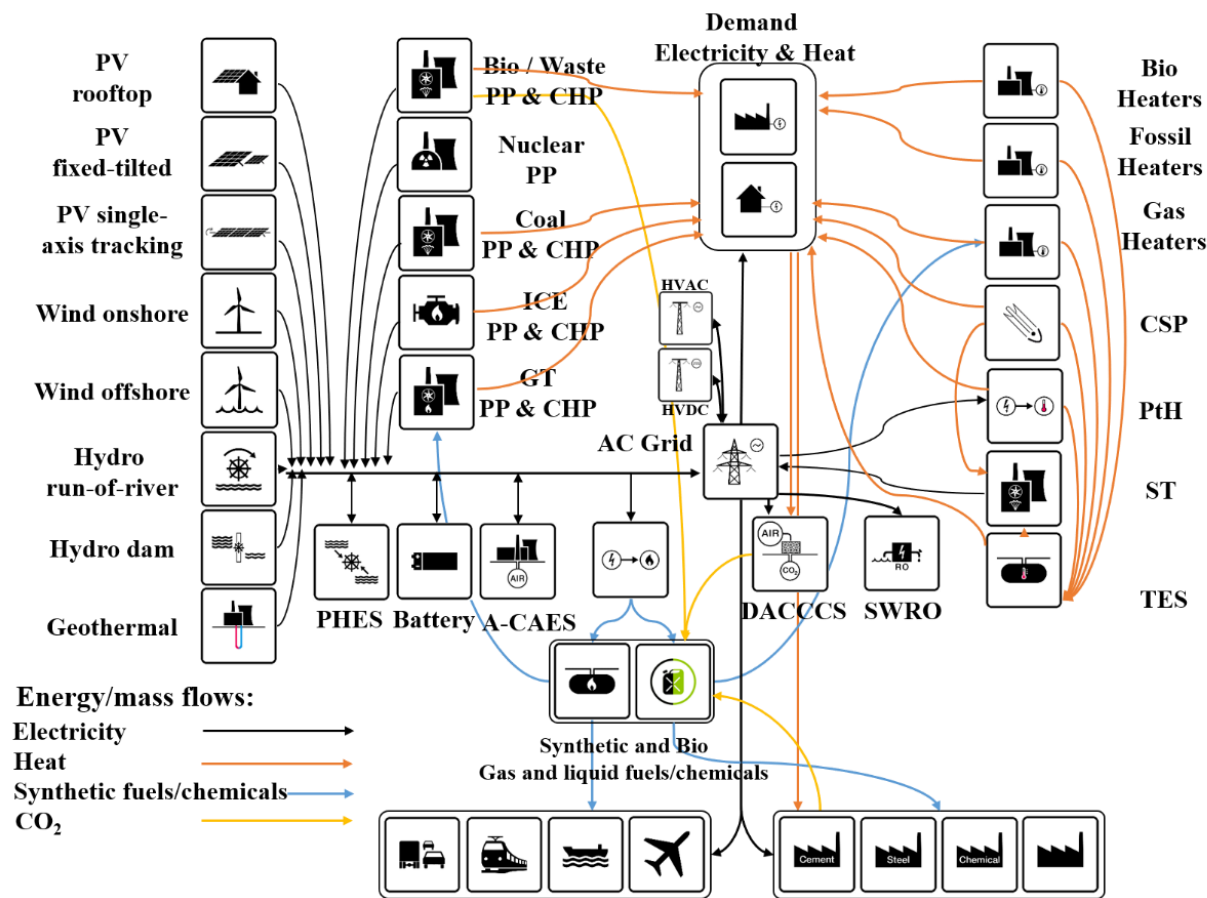 Demand
Electricity & Heat
PV
rooftop
PV
fixed-tilted
PV single-
axis tracking
Wind onshore
Wind offshore
Hydro
run-of-river
Hydro dam
Geothermal
Bio / Waste
PP & CHP
Nuclear
PP
Coal
PP & CHP
ICE
PP & CHP
GT
PP & CHP
HVAC
HVDC
AC Grid
Bio
Heaters
Fossil
Heaters
Gas
Heaters
CSP
PtH
ST
TES
AIR
AIR
CO₂
RO
PHES
Battery
A-CAES
DACCCS
SWRO
Synthetic and Bio
Gas and liquid fuels/chemicals
Energy/mass flows:
Electricity
Heat
Synthetic fuels/chemicals
CO₂
Cement
Steel
Chemical